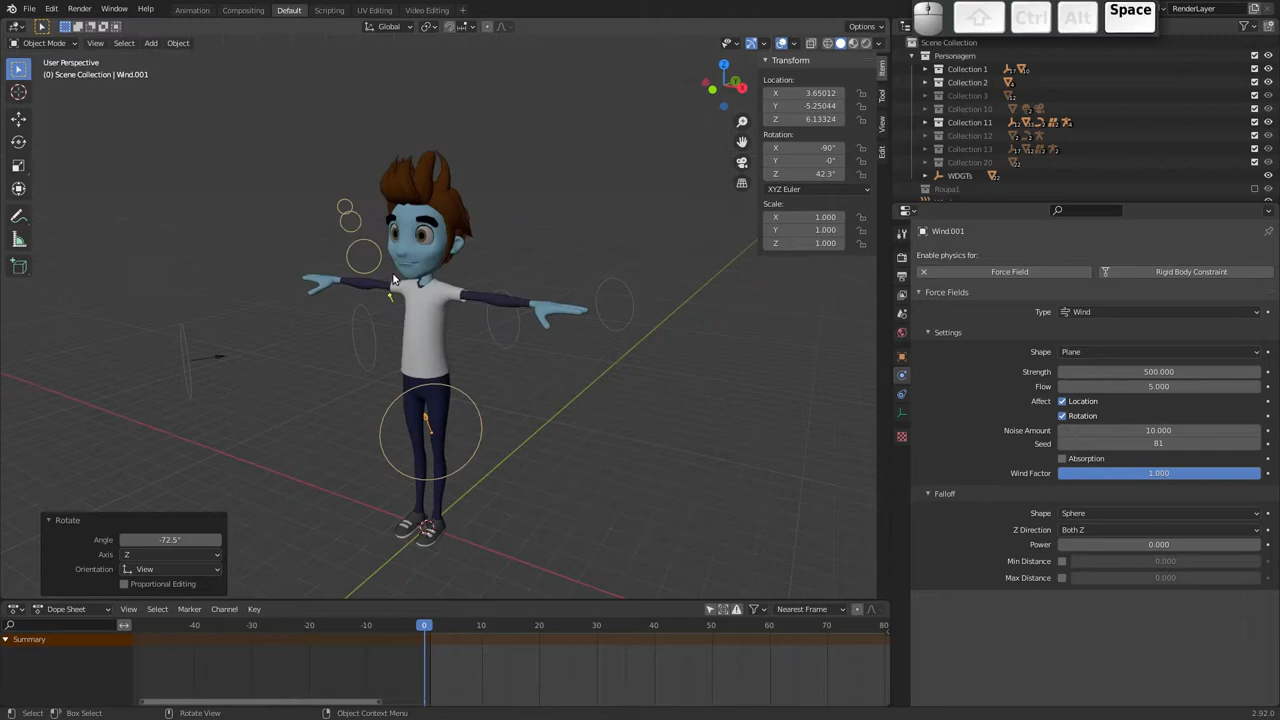 File Edit Render Window Help Animation Compositing Default Scripting UV Editing Video Editing
Shift Ctrl Alt Space
RenderLayer
Global
Options
Object Mode View Select Add Object
User Perspective
(0) Scene Collection | Wind.001
Transform
Location:
X 3.65012
Y -5.25044
Z 6.13324
Rotation:
X -90°
Y -0°
Z 42.3°
XYZ Euler
Scale:
X 1.000
Y 1.000
Z 1.000
Item
Tool
View
Edit
Scene Collection
Personagem
Collection 1
Collection 2
Collection 3
Collection 10
Collection 11
Collection 12
Collection 13
Collection 20
WDGTs
Roupa1
Wind.001
Enable physics for:
Force Field Rigid Body Constraint
Force Fields
Type Wind
Settings
Shape Plane
Strength 500.000
Flow 5.000
Affect Location
Rotation
Noise Amount 10.000
Seed 81
Absorption
Wind Factor 1.000
Falloff
Shape Sphere
Z Direction Both Z
Power 0.000
Min Distance 0.000
Max Distance 0.000
Rotate
Angle -72.5°
Axis Z
Orientation View
Proportional Editing
Dope Sheet View Select Marker Channel Key Nearest Frame
-40 -30 -20 -10 0 10 20 30 40 50 60 70 80
Summary
Select Box Select Rotate View Object Context Menu 2.92.0